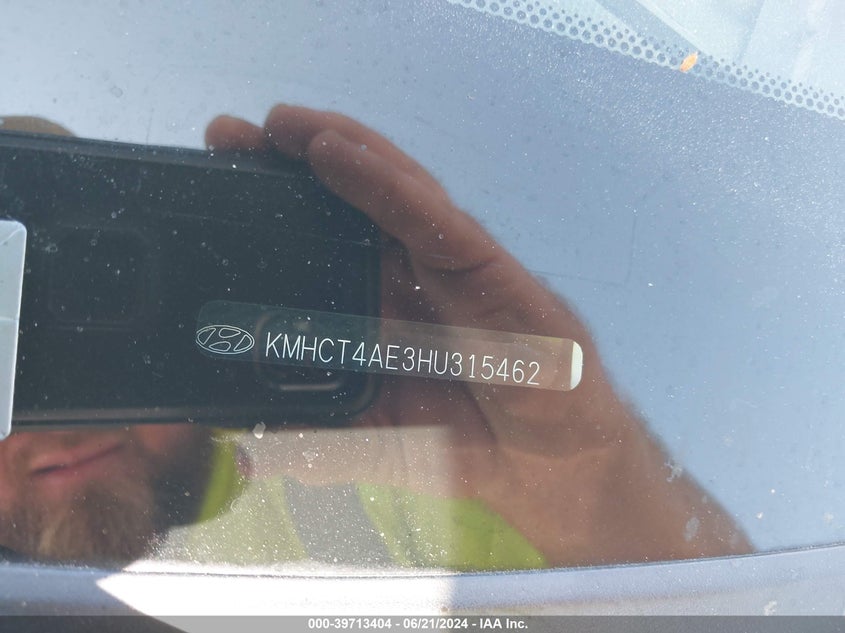 KMHCT4AE3HU315462
000-39713404 - 06/21/2024 - IAA Inc.